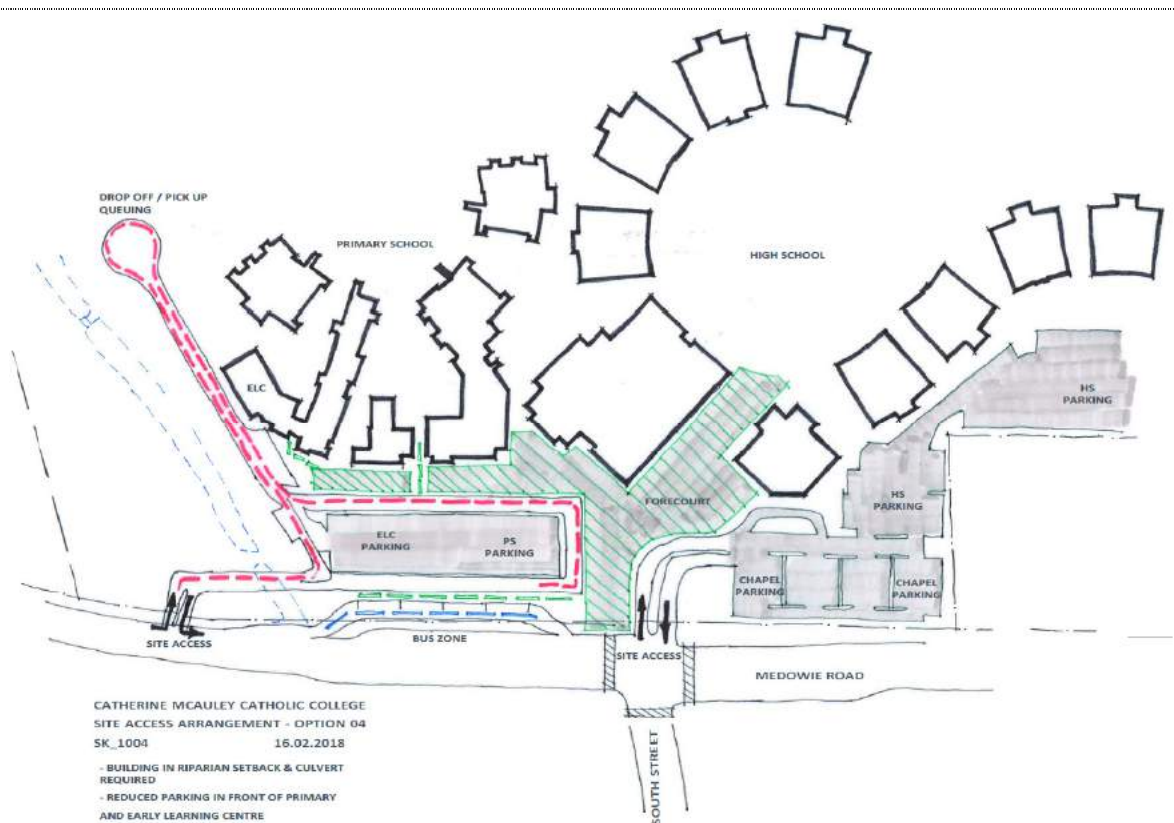 DROP OFF / PICK UP
QUEUING
PRIMARY SCHOOL
HIGH SCHOOL
ELC
HS
PARKING
HS
PARKING
FORECOURT
ELC
PARKING
PS
PARKING
CHAPEL
PARKING
CHAPEL
PARKING
SITE ACCESS
BUS ZONE
SITE ACCESS
MEDOWIE ROAD
SOUTH STREET
CATHERINE MCAULEY CATHOLIC COLLEGE
SITE ACCESS ARRANGEMENT - OPTION 04
SK_1004 16.02.2018
- BUILDING IN RIPARIAN SETBACK & CULVERT
REQUIRED
- REDUCED PARKING IN FRONT OF PRIMARY
AND EARLY LEARNING CENTRE